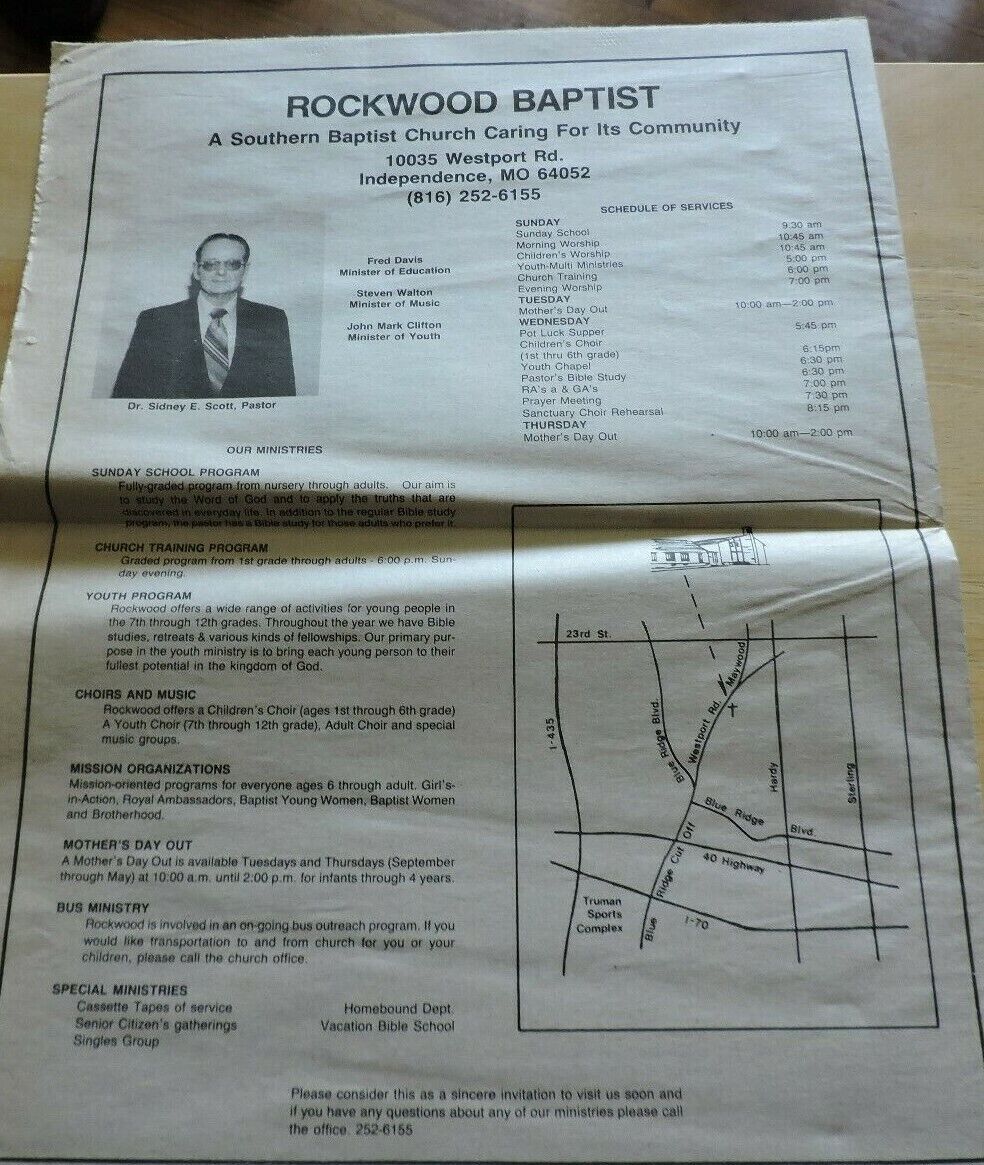 ROCKWOOD BAPTIST
A Southern Baptist Church Caring For Its Community
10035 Westport Rd.
Independence, MO 64052
(816) 252-6155
Fred Davis
Minister of Education
Steven Walton
Minister of Music
John Mark Clifton
Minister of Youth
Dr. Sidney E. Scott, Pastor
SCHEDULE OF SERVICES
SUNDAY
Sunday School 9:30 am
Morning Worship 10:45 am
Children's Worship 10:45 am
Youth-Multi Ministries 5:00 pm
Church Training 6:00 pm
Evening Worship 7:00 pm
TUESDAY
Mother's Day Out 10:00 am—2:00 pm
WEDNESDAY
Pot Luck Supper 5:45 pm
Children's Choir
(1st thru 6th grade) 6:15pm
Youth Chapel 6:30 pm
Pastor's Bible Study 6:30 pm
RA's a & GA's 7:00 pm
Prayer Meeting 7:30 pm
Sanctuary Choir Rehearsal 8:15 pm
THURSDAY
Mother's Day Out 10:00 am—2:00 pm
OUR MINISTRIES
SUNDAY SCHOOL PROGRAM
Fully-graded program from nursery through adults. Our aim is
to study the Word of God and to apply the truths that are
discovered in everyday life. In addition to the regular Bible study
program, the pastor has a Bible study for those adults who prefer it.
CHURCH TRAINING PROGRAM
Graded program from 1st grade through adults - 6:00 p.m. Sun-
day evening.
YOUTH PROGRAM
Rockwood offers a wide range of activities for young people in
the 7th through 12th grades. Throughout the year we have Bible
studies, retreats & various kinds of fellowships. Our primary pur-
pose in the youth ministry is to bring each young person to their
fullest potential in the kingdom of God.
CHOIRS AND MUSIC
Rockwood offers a Children's Choir (ages 1st through 6th grade)
A Youth Choir (7th through 12th grade), Adult Choir and special
music groups.
MISSION ORGANIZATIONS
Mission-oriented programs for everyone ages 6 through adult. Girl's-
in-Action, Royal Ambassadors, Baptist Young Women, Baptist Women
and Brotherhood.
MOTHER'S DAY OUT
A Mother's Day Out is available Tuesdays and Thursdays (September
through May) at 10:00 a.m. until 2:00 p.m. for infants through 4 years.
BUS MINISTRY
Rockwood is involved in an on-going bus outreach program. If you
would like transportation to and from church for you or your
children, please call the church office.
SPECIAL MINISTRIES
Cassette Tapes of service
Senior Citizen's gatherings
Singles Group
Homebound Dept.
Vacation Bible School
23rd St.
Maywood
I-435
Blue Ridge Blvd.
Westport Rd.
Hardy
Sterling
Blue Ridge Blvd.
40 Highway
Blue Ridge Cut Off
Truman
Sports
Complex
I-70
Please consider this as a sincere invitation to visit us soon and
if you have any questions about any of our ministries please call
the office. 252-6155